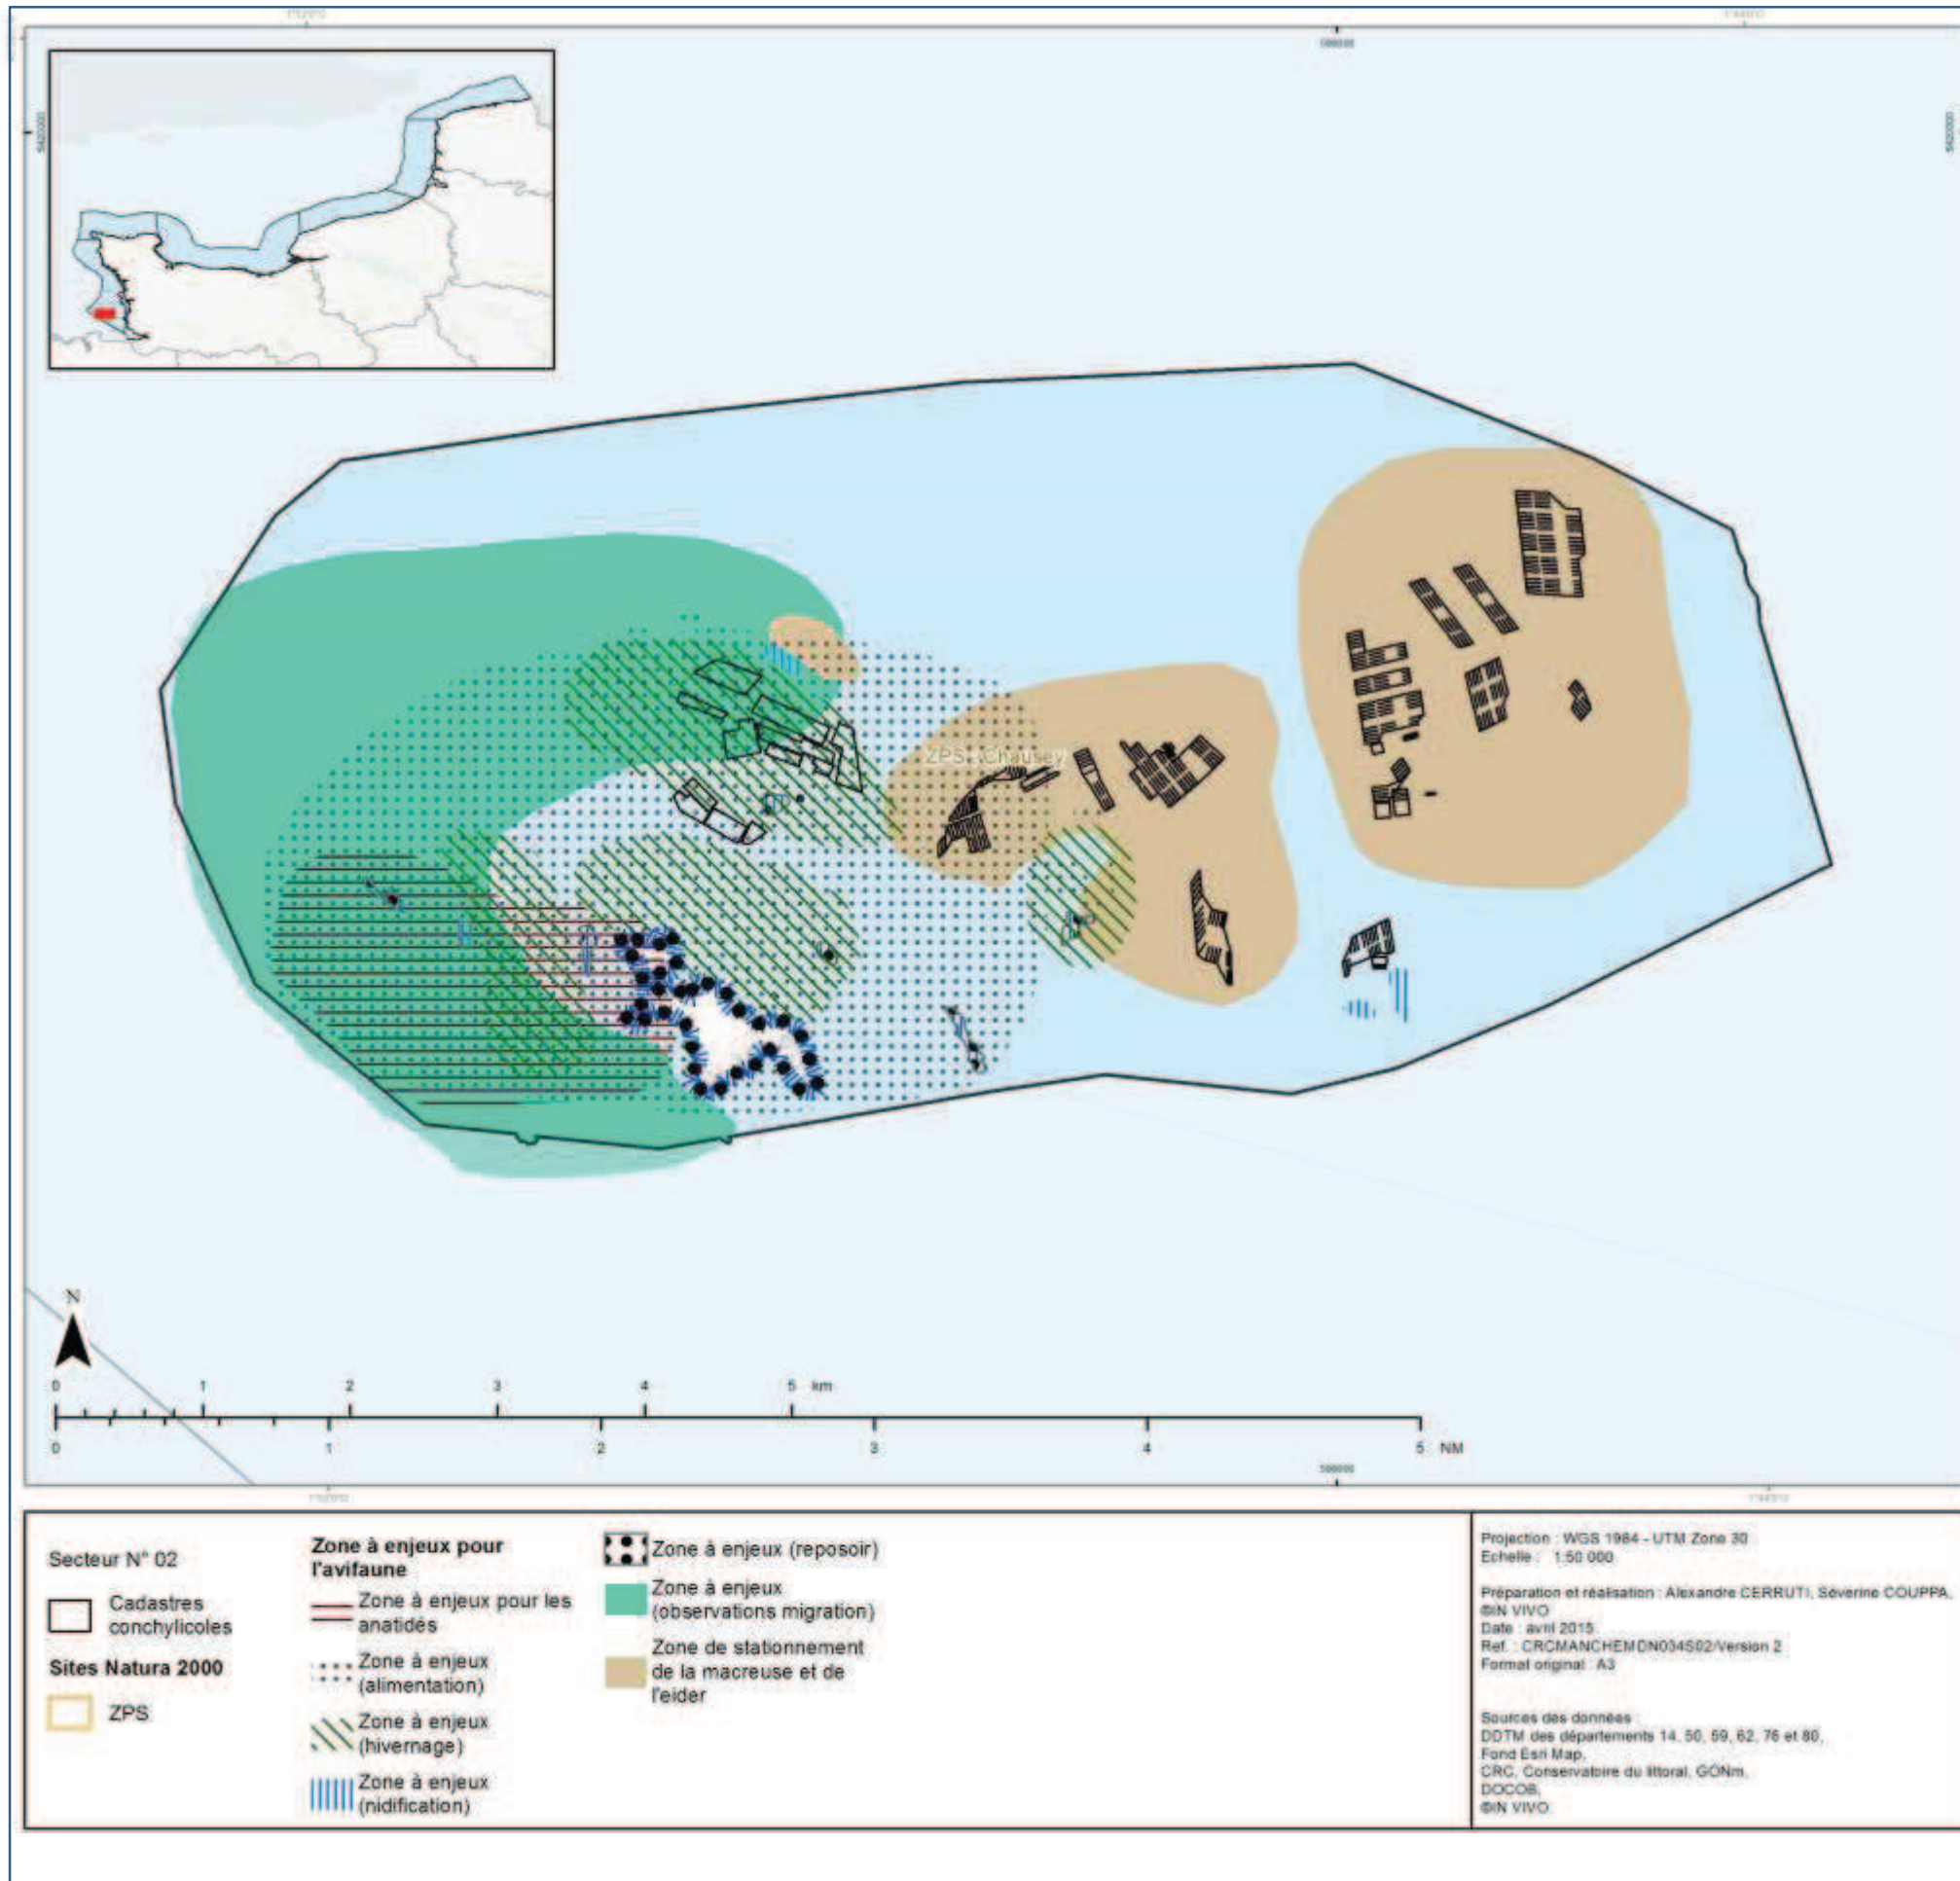 588000
5420000
5420000
ZPS : Chausey
N
0 1 2 3 4 5 km
0 1 2 3 4 5 NM
588000
Secteur N° 02
Cadastres
conchylicoles
Sites Natura 2000
ZPS
Zone à enjeux pour
l'avifaune
Zone à enjeux pour les
anatidés
Zone à enjeux
(alimentation)
Zone à enjeux
(hivernage)
Zone à enjeux
(nidification)
Zone à enjeux (reposoir)
Zone à enjeux
(observations migration)
Zone de stationnement
de la macreuse et de
l'eider
Projection : WGS 1984 - UTM Zone 30
Echelle : 1:50 000
Préparation et réalisation : Alexandre CERRUTI, Séverine COUPPA,
©IN VIVO
Date : avril 2015
Ref. : CRCMANCHEMDN034S02/Version 2
Format original : A3
Sources des données :
DDTM des départements 14, 50, 59, 62, 76 et 80,
Fond Esri Map,
CRC, Conservatoire du littoral, GONm,
DOCOB,
©IN VIVO.